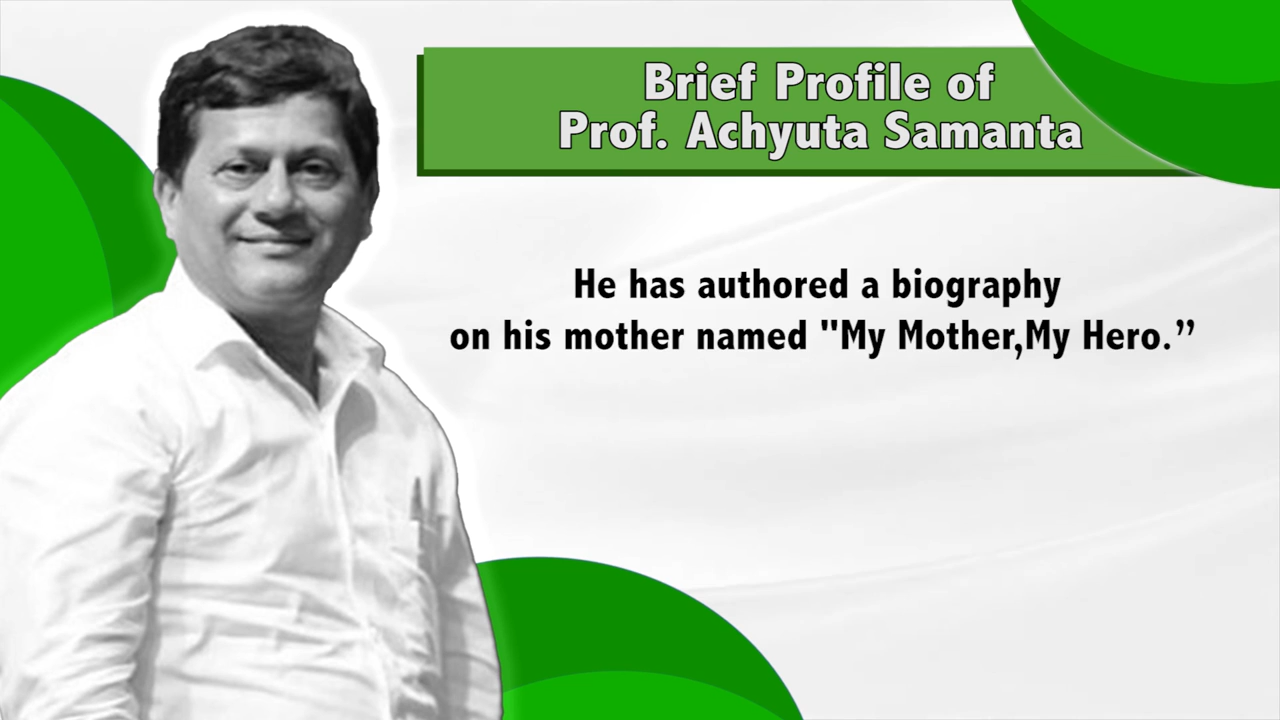 Brief Profile of
Prof. Achyuta Samanta
He has authored a biography
on his mother named "My Mother,My Hero.”